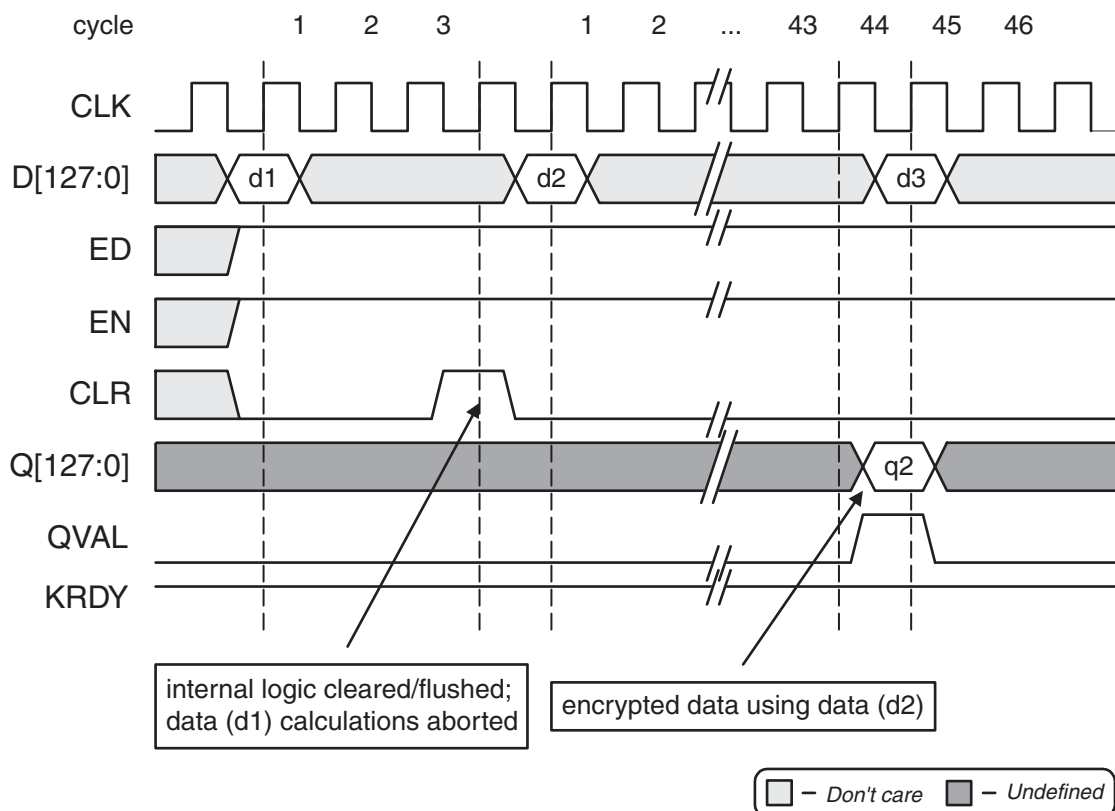 cycle 1 2 3 1 2 ... 43 44 45 46
CLK
D[127:0] d1 d2 d3
ED
EN
CLR
Q[127:0] q2
QVAL
KRDY
internal logic cleared/flushed;
data (d1) calculations aborted
encrypted data using data (d2)
– Don't care – Undefined